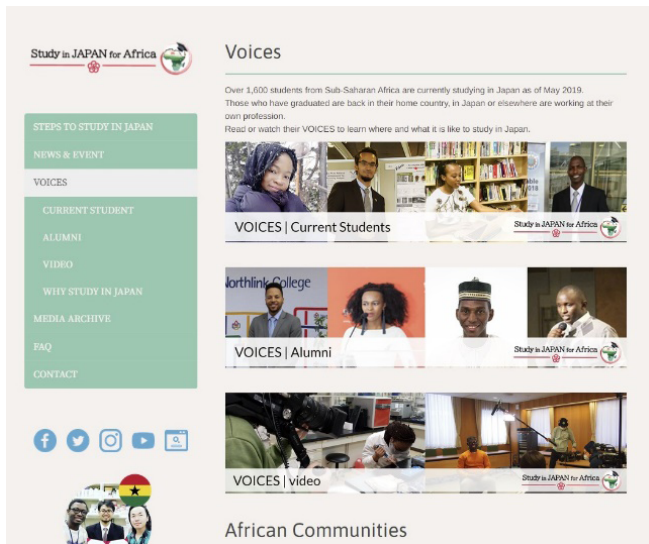 Study in JAPAN for Africa
STEPS TO STUDY IN JAPAN
NEWS & EVENT
VOICES
CURRENT STUDENT
ALUMNI
VIDEO
WHY STUDY IN JAPAN
MEDIA ARCHIVE
FAQ
CONTACT
Voices
Over 1,600 students from Sub-Saharan Africa are currently studying in Japan as of May 2019.
Those who have graduated are back in their home country, in Japan or elsewhere are working at their
own profession.
Read or watch their VOICES to learn where and what it is like to study in Japan.
2018
VOICES | Current Students
Study in JAPAN for Africa
Northlink College
VOICES | Alumni
Study in JAPAN for Africa
VOICES | video
Study in JAPAN for Africa
African Communities